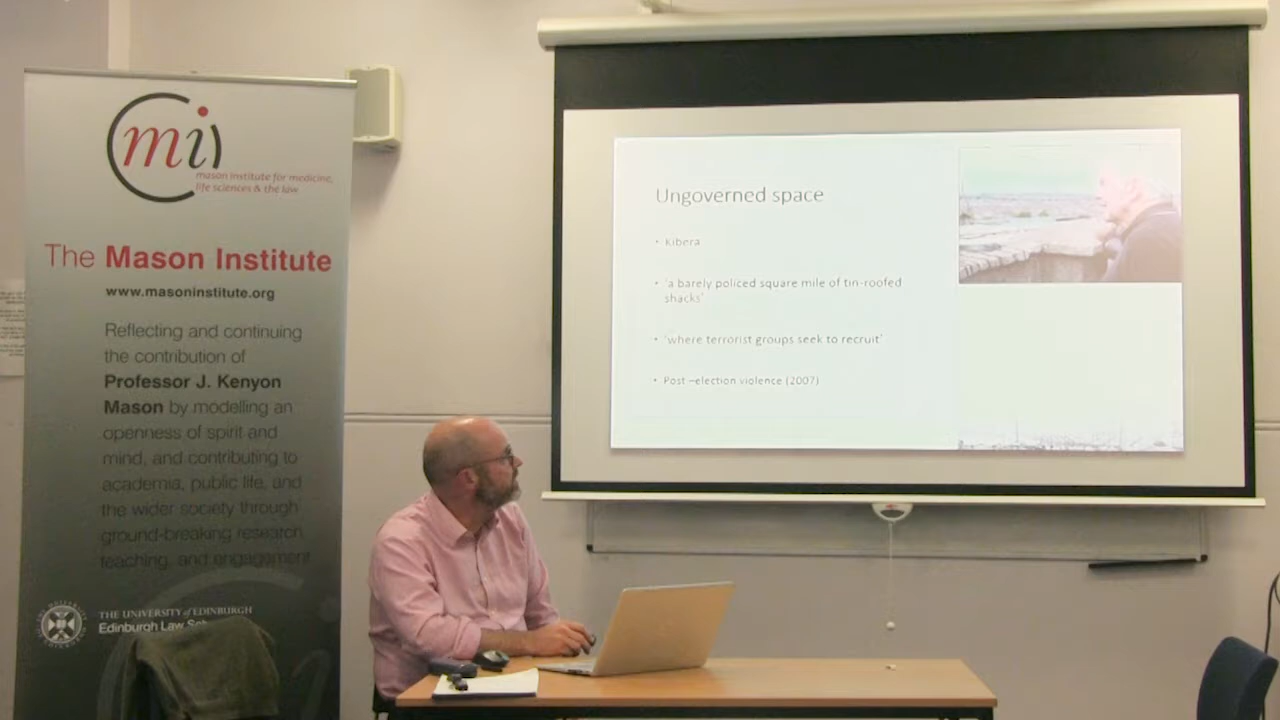 mi
mason institute for medicine,
life sciences & the law
The Mason Institute
www.masoninstitute.org
Reflecting and continuing
the contribution of
Professor J. Kenyon
Mason by modelling an
openness of spirit and
mind, and contributing to
academia, public life, and
the wider society through
ground-breaking research,
teaching, and engagement
THE UNIVERSITY of EDINBURGH
Edinburgh Law
Ungoverned space
• Kibera
• 'a barely policed square mile of tin-roofed
shacks'
• 'where terrorist groups seek to recruit'
• Post –election violence (2007)